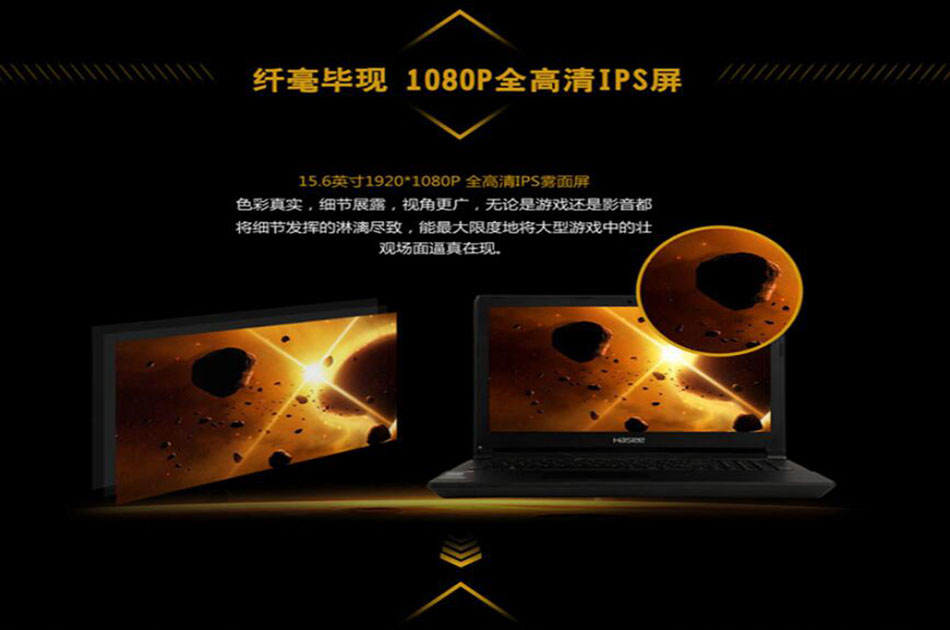 纤毫毕现 1080P全高清IPS屏
15.6英寸1920*1080P 全高清IPS雾面屏
色彩真实，细节展露，视角更广，无论是游戏还是影音都
将细节发挥的淋漓尽致，能最大限度地将大型游戏中的壮
观场面逼真在现。
Hasee